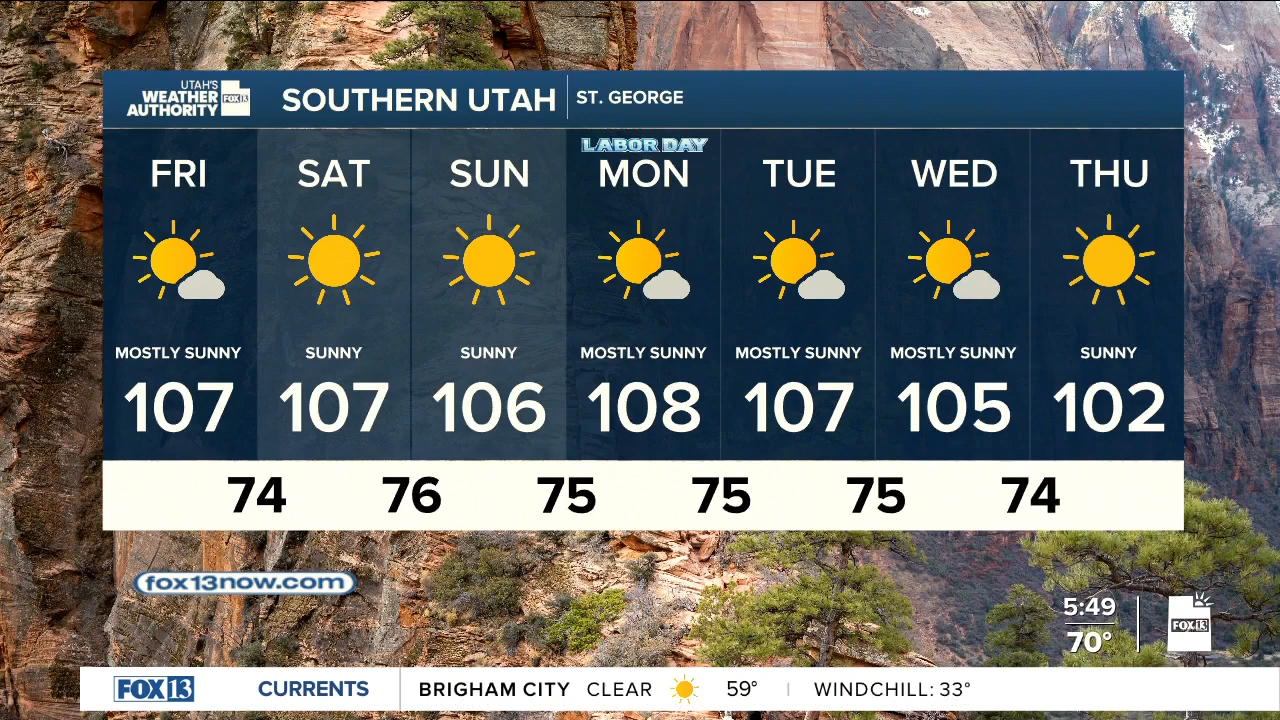 UTAH'S
WEATHER
AUTHORITY
FOX 13
SOUTHERN UTAH
ST. GEORGE
LABOR DAY
FRI SAT SUN MON TUE WED THU
MOSTLY SUNNY SUNNY SUNNY MOSTLY SUNNY MOSTLY SUNNY MOSTLY SUNNY SUNNY
107 107 106 108 107 105 102
74 76 75 75 75 74
fox13now.com
5:49
70°
FOX 13
FOX 13 CURRENTS BRIGHAM CITY CLEAR 59° WINDCHILL: 33°